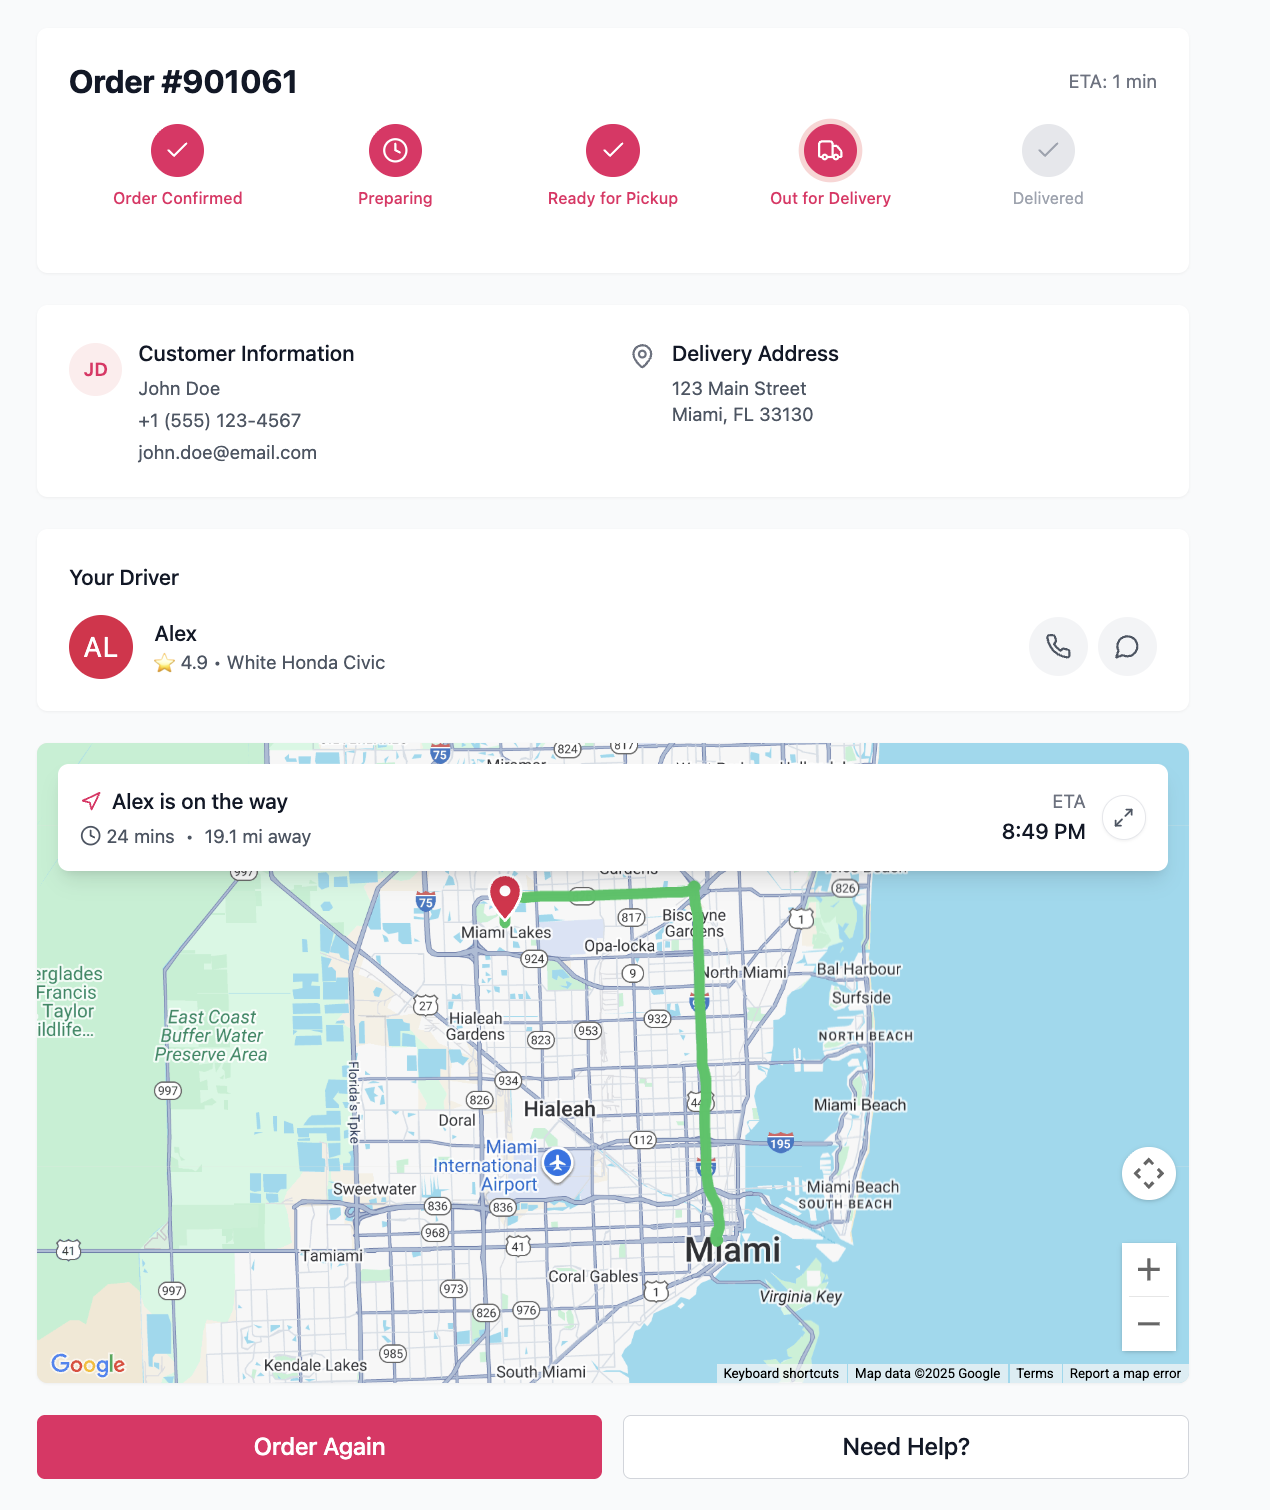 Order #901061
ETA: 1 min
Order Confirmed
Preparing
Ready for Pickup
Out for Delivery
Delivered
JD
Customer Information
John Doe
+1 (555) 123-4567
john.doe@email.com
Delivery Address
123 Main Street
Miami, FL 33130
Your Driver
AL
Alex
4.9 • White Honda Civic
Alex is on the way
24 mins • 19.1 mi away
ETA
8:49 PM
75
824
817
Miramar
997
Gardens
826
75
817
Biscayne
Gardens
1
Miami Lakes
Opa-locka
924
9
North Miami
Bal Harbour
Surfside
erglades
Francis
Taylor
ildlife...
27
East Coast
Buffer Water
Preserve Area
Hialeah
Gardens
823
953
932
NORTH BEACH
997
Florida's Tpke
934
826
Hialeah
Doral
Miami Beach
112
195
Miami
International
Airport
Sweetwater
836
836
Miami Beach
SOUTH BEACH
968
41
Tamiami
41
Miami
Coral Gables
997
973
826
976
1
Virginia Key
985
Kendale Lakes
South Miami
Google
Keyboard shortcuts
Map data ©2025 Google
Terms
Report a map error
Order Again
Need Help?